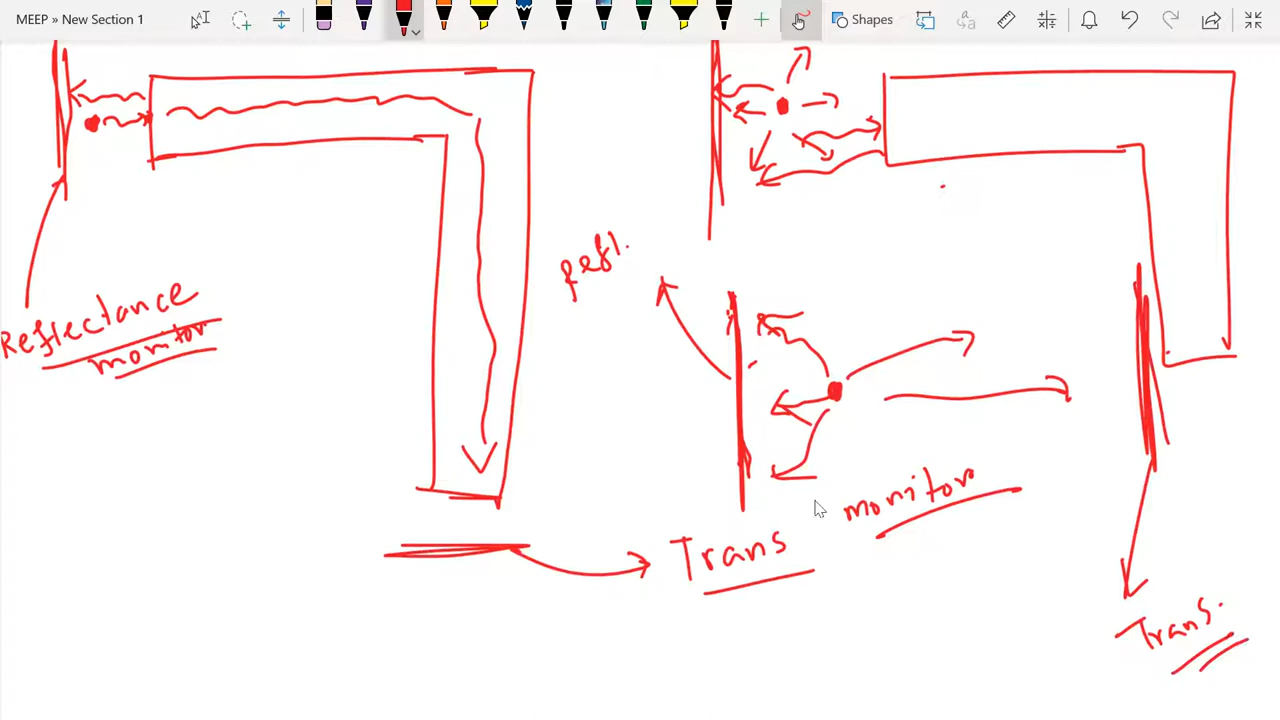 MEEP » New Section 1
Shapes
Reflectance
monitor
refl.
monitor
Trans
Trans.